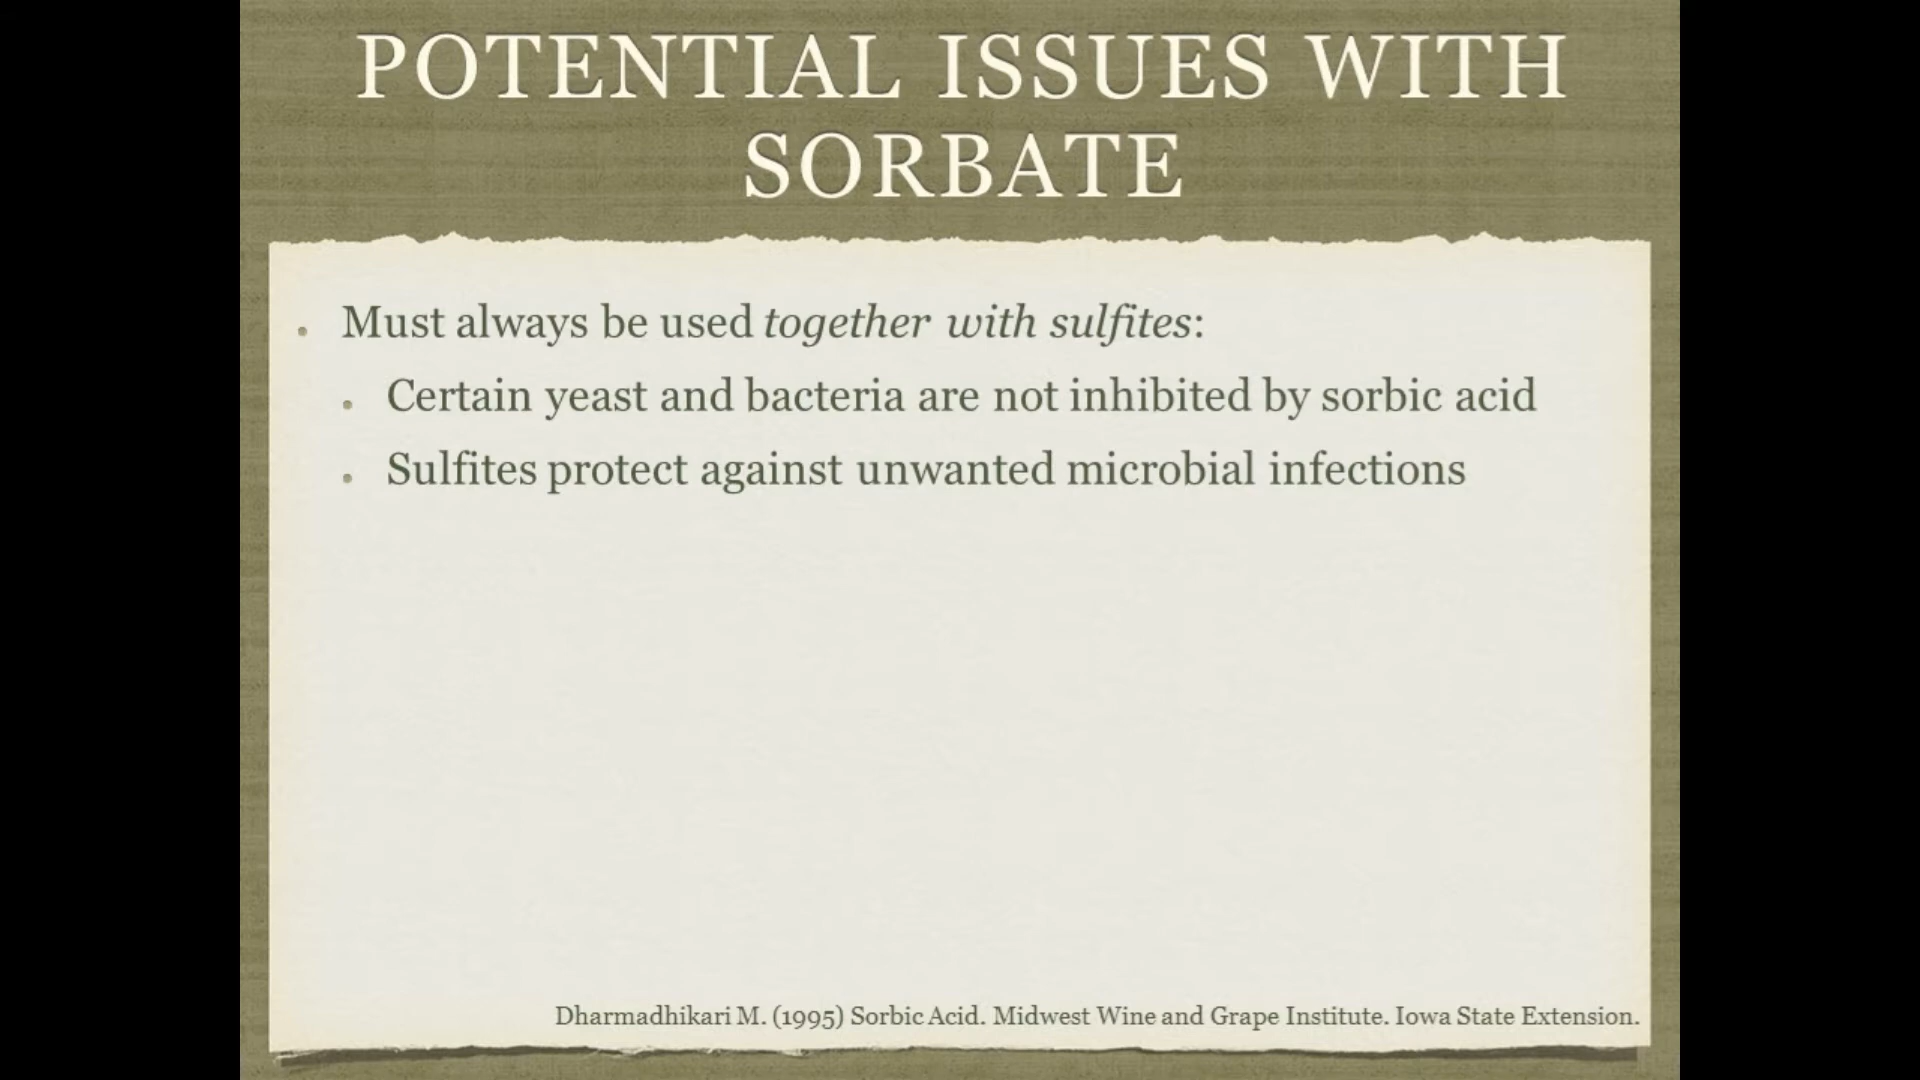 POTENTIAL ISSUES WITH
SORBATE
Must always be used together with sulfites:
Certain yeast and bacteria are not inhibited by sorbic acid
Sulfites protect against unwanted microbial infections
Dharmadhikari M. (1995) Sorbic Acid. Midwest Wine and Grape Institute. Iowa State Extension.